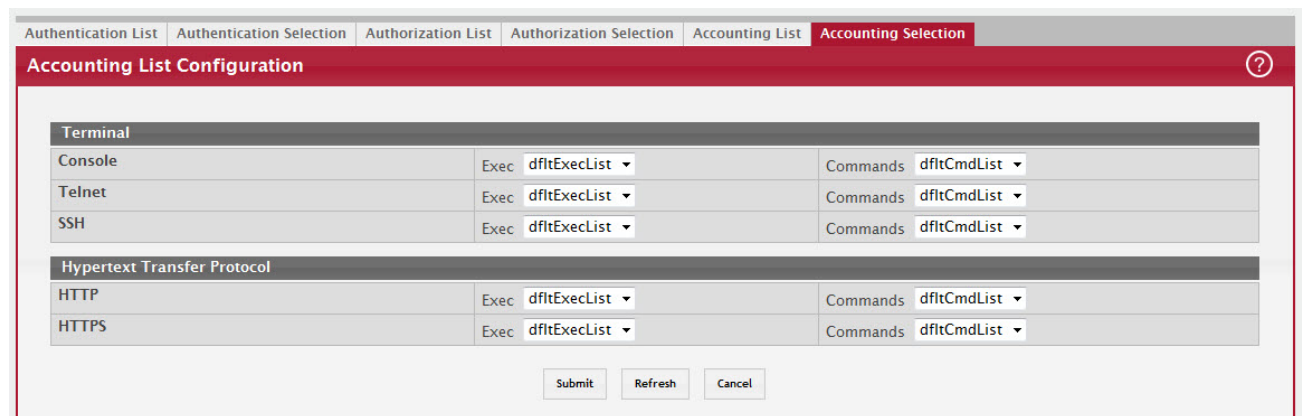 Authentication List Authentication Selection Authorization List Authorization Selection Accounting List Accounting Selection
Accounting List Configuration ?
Terminal
Console Exec dfltExecList Commands dfltCmdList
Telnet Exec dfltExecList Commands dfltCmdList
SSH Exec dfltExecList Commands dfltCmdList
Hypertext Transfer Protocol
HTTP Exec dfltExecList Commands dfltCmdList
HTTPS Exec dfltExecList Commands dfltCmdList
Submit Refresh Cancel